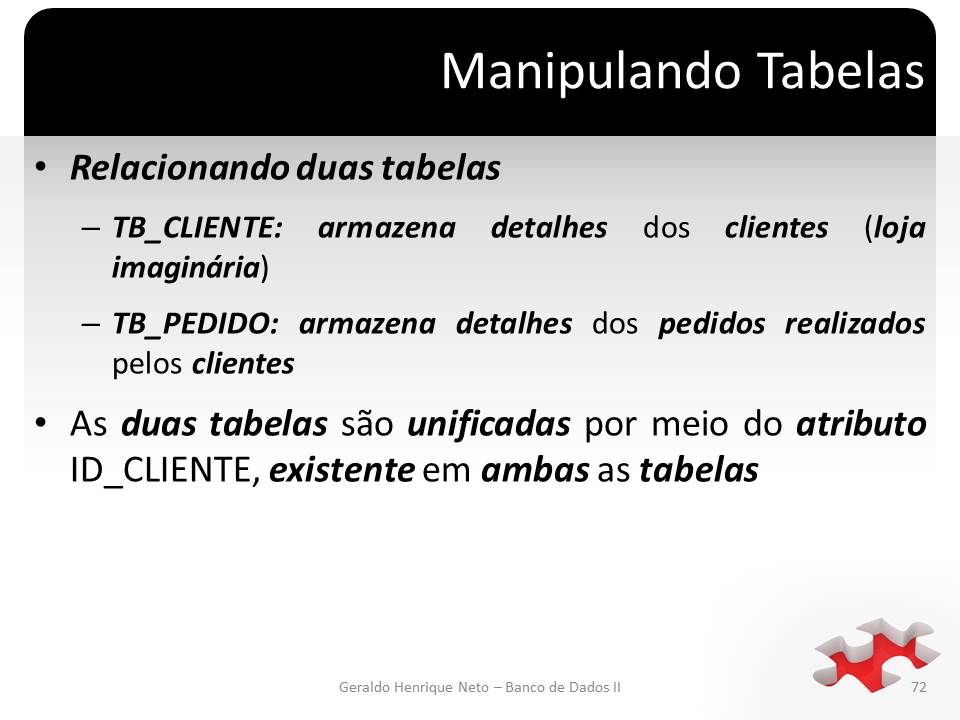 Manipulando Tabelas
• Relacionando duas tabelas
– TB_CLIENTE: armazena detalhes dos clientes (loja
imaginária)
– TB_PEDIDO: armazena detalhes dos pedidos realizados
pelos clientes
• As duas tabelas são unificadas por meio do atributo
ID_CLIENTE, existente em ambas as tabelas
Geraldo Henrique Neto – Banco de Dados II
72